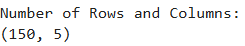 Number of Rows and Columns:
(150, 5)